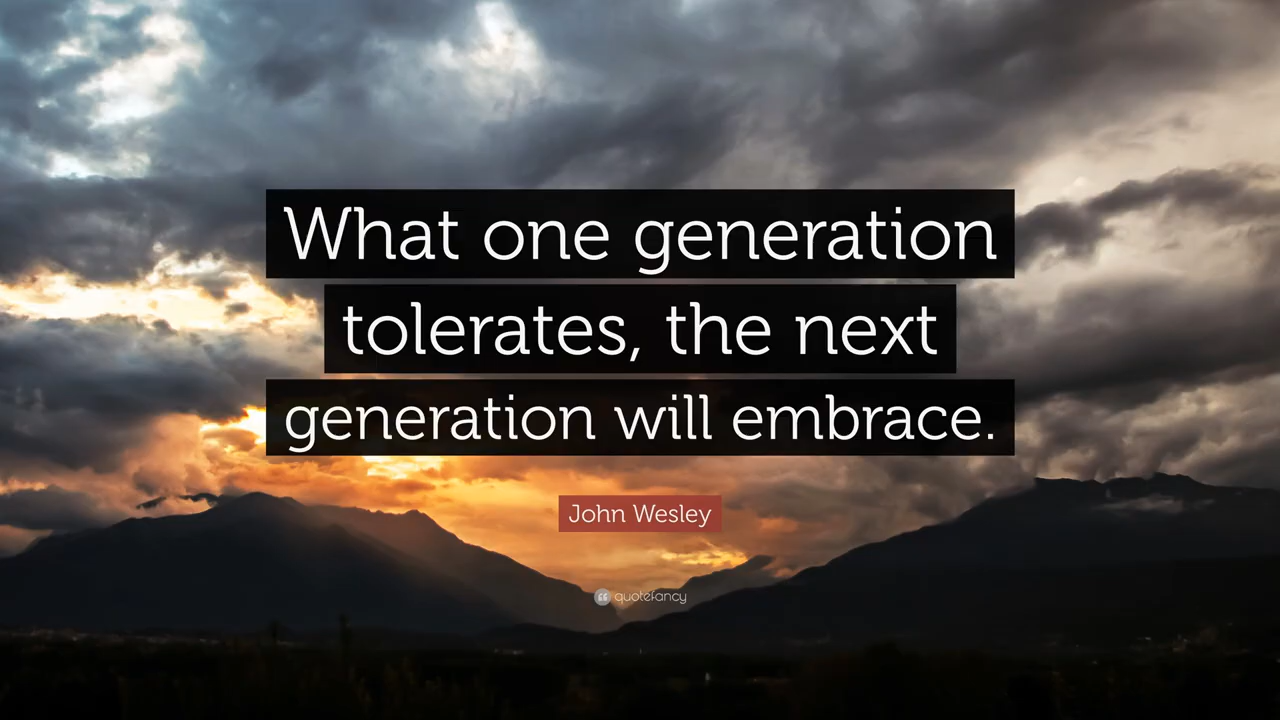 What one generation
tolerates, the next
generation will embrace.
John Wesley
quotefancy